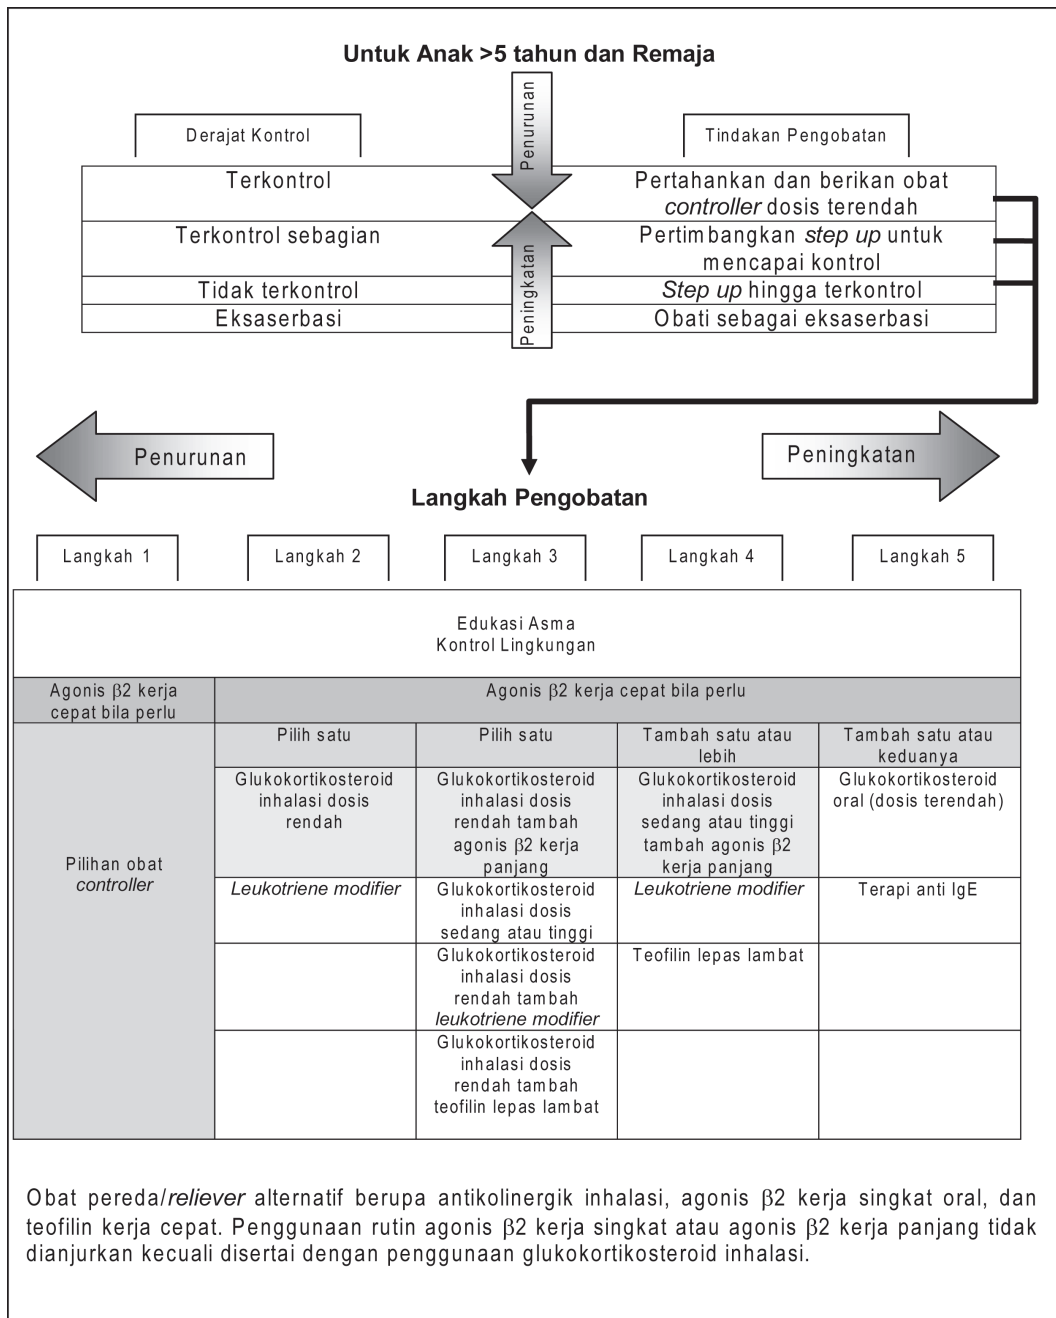 Untuk Anak >5 tahun dan Remaja
Penurunan
Derajat Kontrol
Tindakan Pengobatan
Terkontrol
Pertahankan dan berikan obat
controller dosis terendah
Terkontrol sebagian
Pertimbangkan step up untuk
mencapai kontrol
Peningkatan
Tidak terkontrol
Step up hingga terkontrol
Eksaserbasi
Obati sebagai eksaserbasi
Penurunan
Peningkatan
Langkah Pengobatan
Langkah 1
Langkah 2
Langkah 3
Langkah 4
Langkah 5
Edukasi Asma
Kontrol Lingkungan
Agonis β2 kerja
cepat bila perlu
Agonis β2 kerja cepat bila perlu
Pilihan obat
controller
Pilih satu
Pilih satu
Tambah satu atau
lebih
Tambah satu atau
keduanya
Glukokortikosteroid
inhalasi dosis
rendah
Glukokortikosteroid
inhalasi dosis
rendah tambah
agonis β2 kerja
panjang
Glukokortikosteroid
inhalasi dosis
sedang atau tinggi
tambah agonis β2
kerja panjang
Glukokortikosteroid
oral (dosis terendah)
Leukotriene modifier
Glukokortikosteroid
inhalasi dosis
sedang atau tinggi
Leukotriene modifier
Terapi anti IgE
Glukokortikosteroid
inhalasi dosis
rendah tambah
leukotriene modifier
Teofilin lepas lambat
Glukokortikosteroid
inhalasi dosis
rendah tambah
teofilin lepas lambat
Obat pereda/reliever alternatif berupa antikolinergik inhalasi, agonis β2 kerja singkat oral, dan
teofilin kerja cepat. Penggunaan rutin agonis β2 kerja singkat atau agonis β2 kerja panjang tidak
dianjurkan kecuali disertai dengan penggunaan glukokortikosteroid inhalasi.